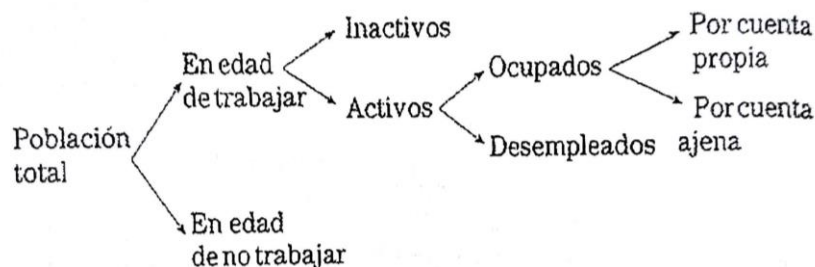 Población
total
En edad
de trabajar
En edad
de no trabajar
Inactivos
Activos
Ocupados
Desempleados
Por cuenta
propia
Por cuenta
ajena